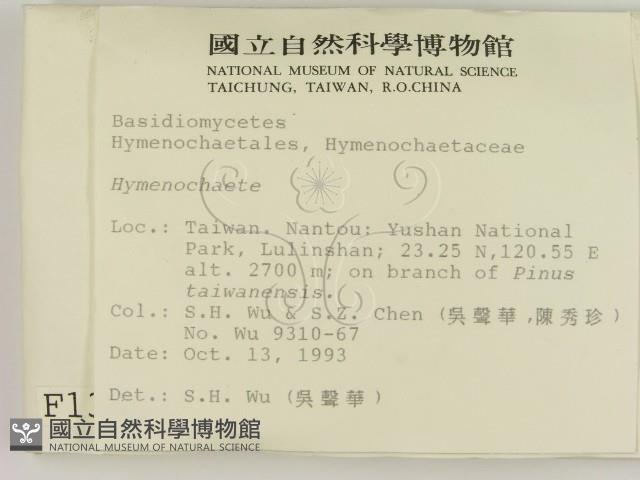 國立自然科學博物館
NATIONAL MUSEUM OF NATURAL SCIENCE
TAICHUNG, TAIWAN, R.O.CHINA
Basidiomycetes
Hymenochaetales, Hymenochaetaceae
Hymenochaete
Loc.: Taiwan. Nantou: Yushan National
Park, Lulinshan; 23.25 N,120.55 E
alt. 2700 m; on branch of Pinus
taiwanensis.
Col.: S.H. Wu & S.Z. Chen (吳聲華,陳秀珍)
No. Wu 9310-67
Date: Oct. 13, 1993
Det.: S.H. Wu (吳聲華)
國立自然科學博物館
NATIONAL MUSEUM OF NATURAL SCIENCE